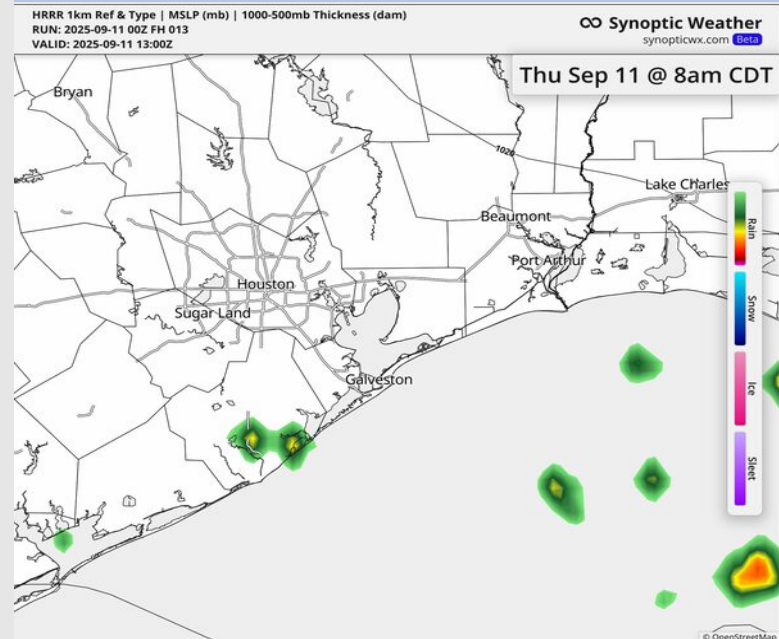 HRRR 1km Ref & Type | MSLP (mb) | 1000-500mb Thickness (dam)
RUN: 2025-09-11 00Z FH 013
VALID: 2025-09-11 13:00Z
Synoptic Weather
synopticwx.com Beta
Thu Sep 11 @ 8am CDT
Bryan
1020
Lake Charles
Beaumont
Port Arthur
Houston
Sugar Land
Galveston
Rain
Snow
Ice
Sleet
© OpenStreetMap